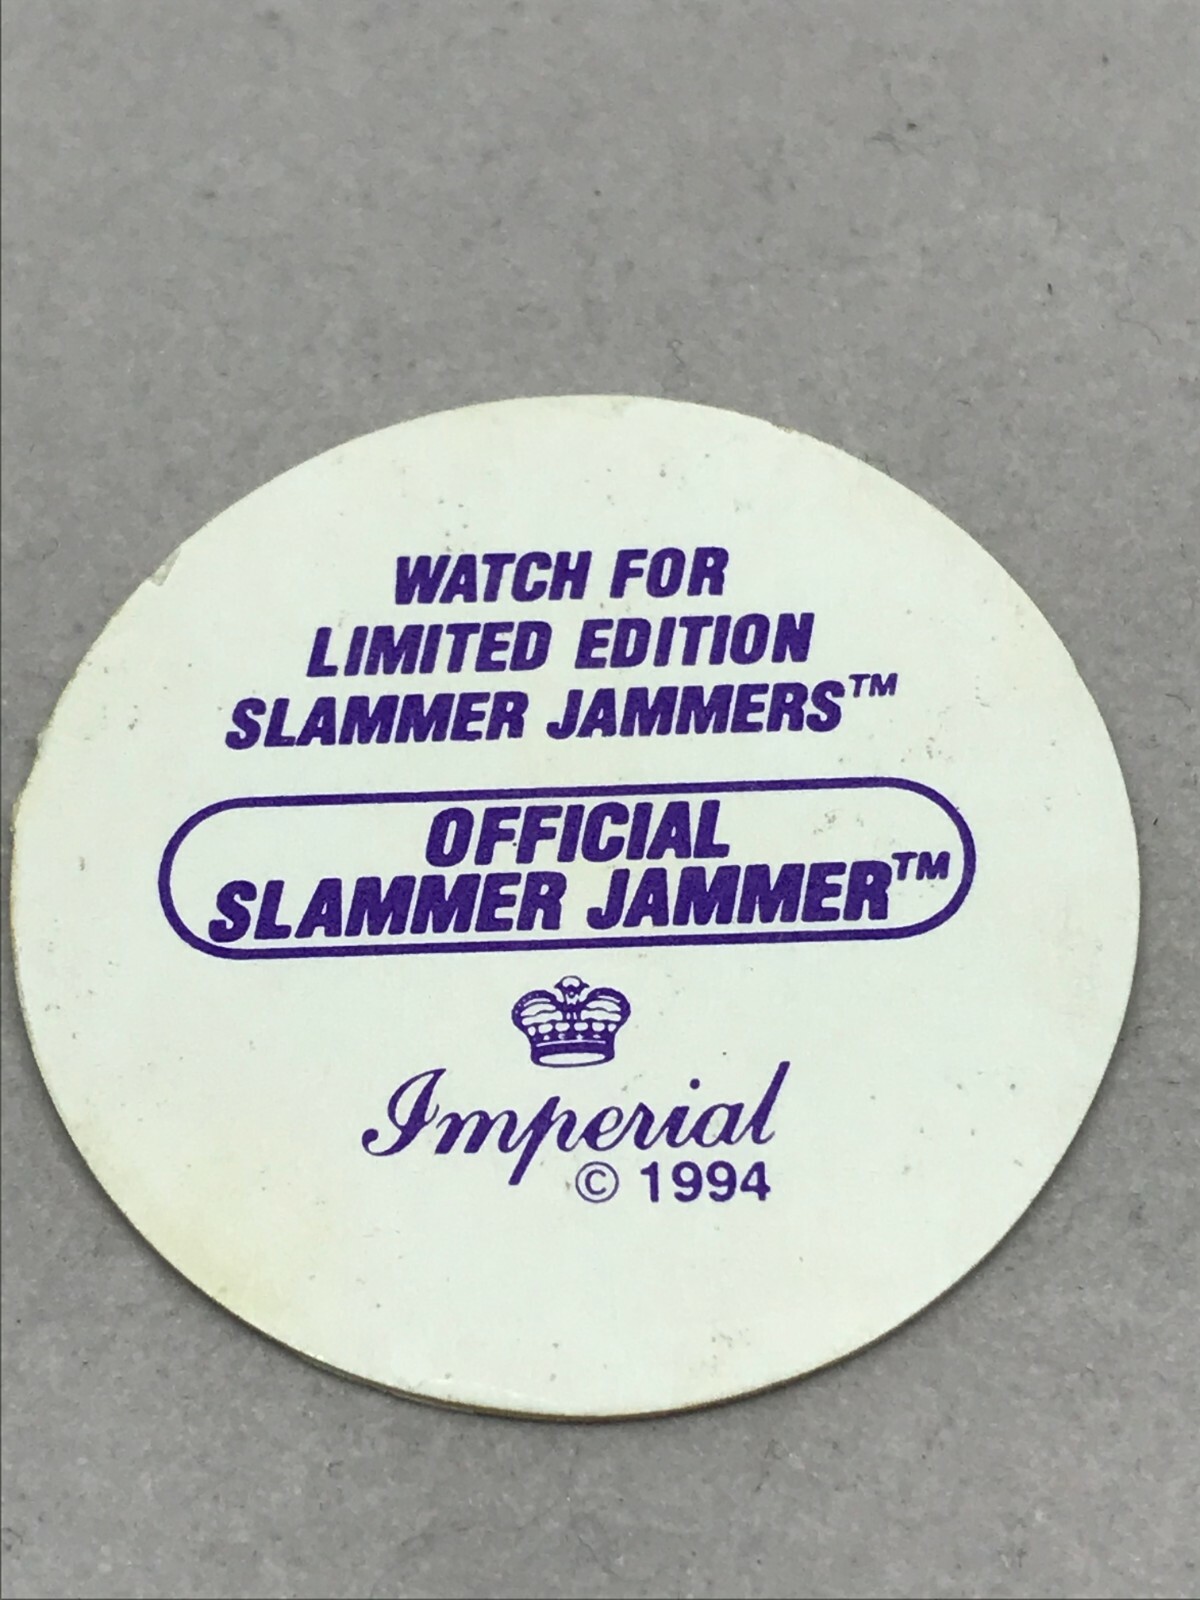 WATCH FOR
LIMITED EDITION
SLAMMER JAMMERS™
OFFICIAL
SLAMMER JAMMER™
Imperial
© 1994